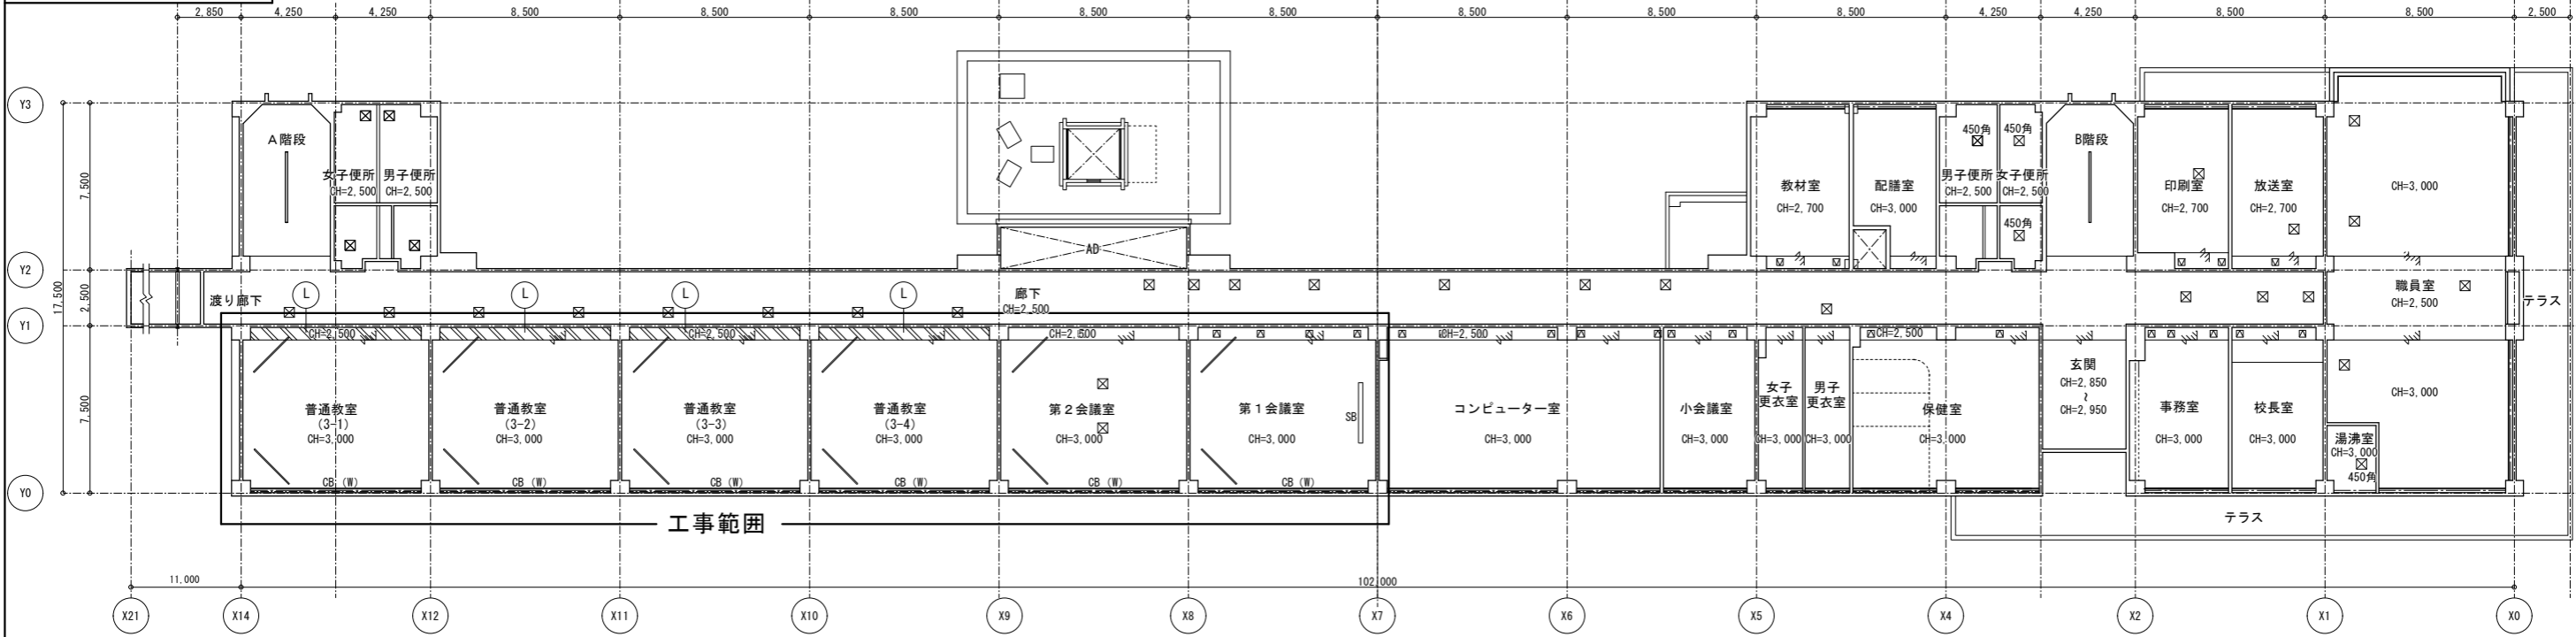 2,850 4,250 4,250 8,500 8,500 8,500 8,500 8,500 8,500 8,500 8,500 4,250 4,250 8,500 8,500 2,500
Y3
Y2
Y1
Y0
7,500
2,500
7,500
17,500
A階段
女子便所
CH=2,500
男子便所
CH=2,500
AD
教材室
CH=2,700
配膳室
CH=3,000
450角
450角
男子便所
CH=2,500
女子便所
CH=2,500
450角
B階段
印刷室
CH=2,700
放送室
CH=2,700
CH=3,000
渡り廊下
L
L
L
L
廊下
CH=2,500
職員室
CH=2,500
テラス
CH=2,500
CH=2,500
CH=2,500
CH=2,500
CH=2,500
普通教室
(3-1)
CH=3,000
CB (W)
普通教室
(3-2)
CH=3,000
CB (W)
普通教室
(3-3)
CH=3,000
CB (W)
普通教室
(3-4)
CH=3,000
CB (W)
第2会議室
CH=3,000
CB (W)
第1会議室
CH=3,000
CB (W)
SB
コンピューター室
CH=3,000
小会議室
CH=3,000
女子
更衣室
CH=3,000
男子
更衣室
CH=3,000
保健室
CH=3,000
玄関
CH=2,850
~
CH=2,950
事務室
CH=3,000
校長室
CH=3,000
CH=3,000
湯沸室
CH=3,000
450角
工事範囲
テラス
11,000
102,000
X21 X14 X12 X11 X10 X9 X8 X7 X6 X5 X4 X2 X1 X0